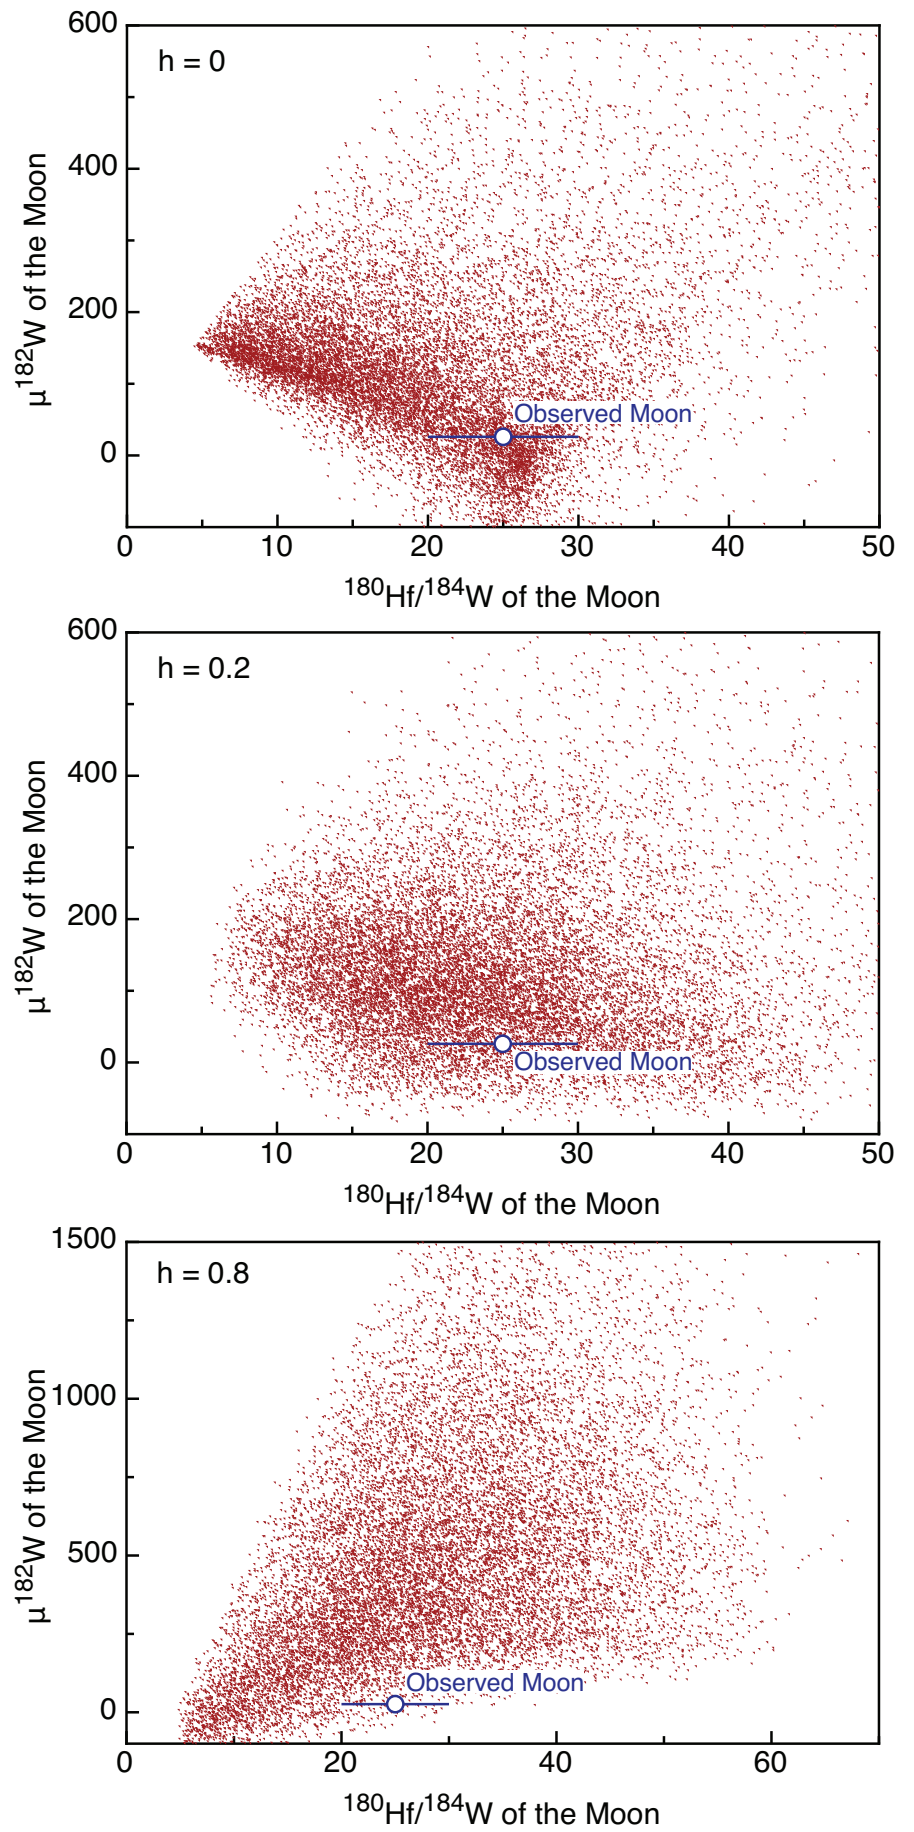 600
h = 0
400
200
0
μ¹⁸²W of the Moon
Observed Moon
0 10 20 30 40 50
¹⁸⁰Hf/¹⁸⁴W of the Moon
600
h = 0.2
400
200
0
μ¹⁸²W of the Moon
Observed Moon
0 10 20 30 40 50
¹⁸⁰Hf/¹⁸⁴W of the Moon
1500
h = 0.8
1000
500
0
μ¹⁸²W of the Moon
Observed Moon
0 20 40 60
¹⁸⁰Hf/¹⁸⁴W of the Moon